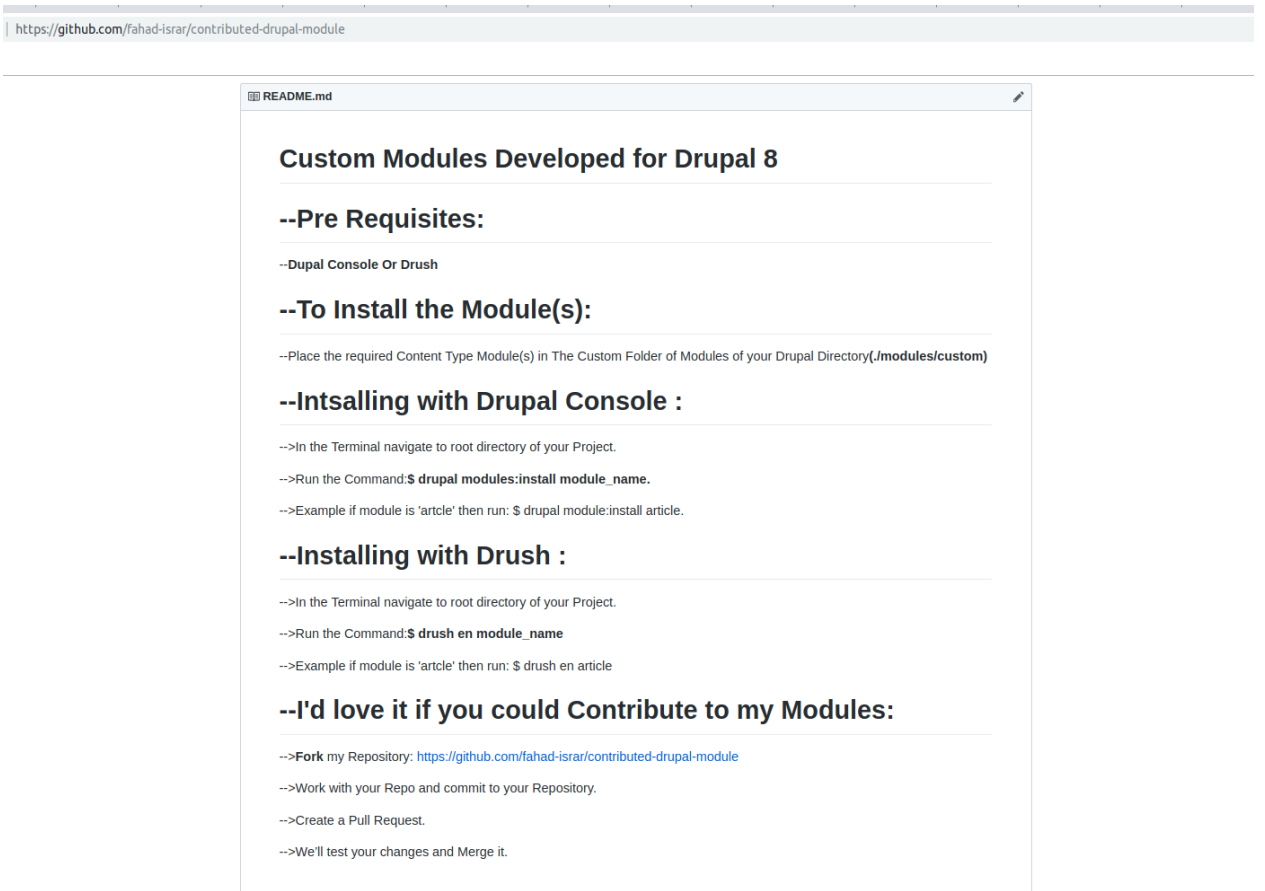 https://github.com/fahad-israr/contributed-drupal-module
README.md
Custom Modules Developed for Drupal 8
--Pre Requisites:
--Dupal Console Or Drush
--To Install the Module(s):
--Place the required Content Type Module(s) in The Custom Folder of Modules of your Drupal Directory(./modules/custom)
--Intsalling with Drupal Console :
-->In the Terminal navigate to root directory of your Project.
-->Run the Command:$ drupal modules:install module_name.
-->Example if module is 'artcle' then run: $ drupal module:install article.
--Installing with Drush :
-->In the Terminal navigate to root directory of your Project.
-->Run the Command:$ drush en module_name
-->Example if module is 'artcle' then run: $ drush en article
--I'd love it if you could Contribute to my Modules:
-->Fork my Repository: https://github.com/fahad-israr/contributed-drupal-module
-->Work with your Repo and commit to your Repository.
-->Create a Pull Request.
-->We'll test your changes and Merge it.